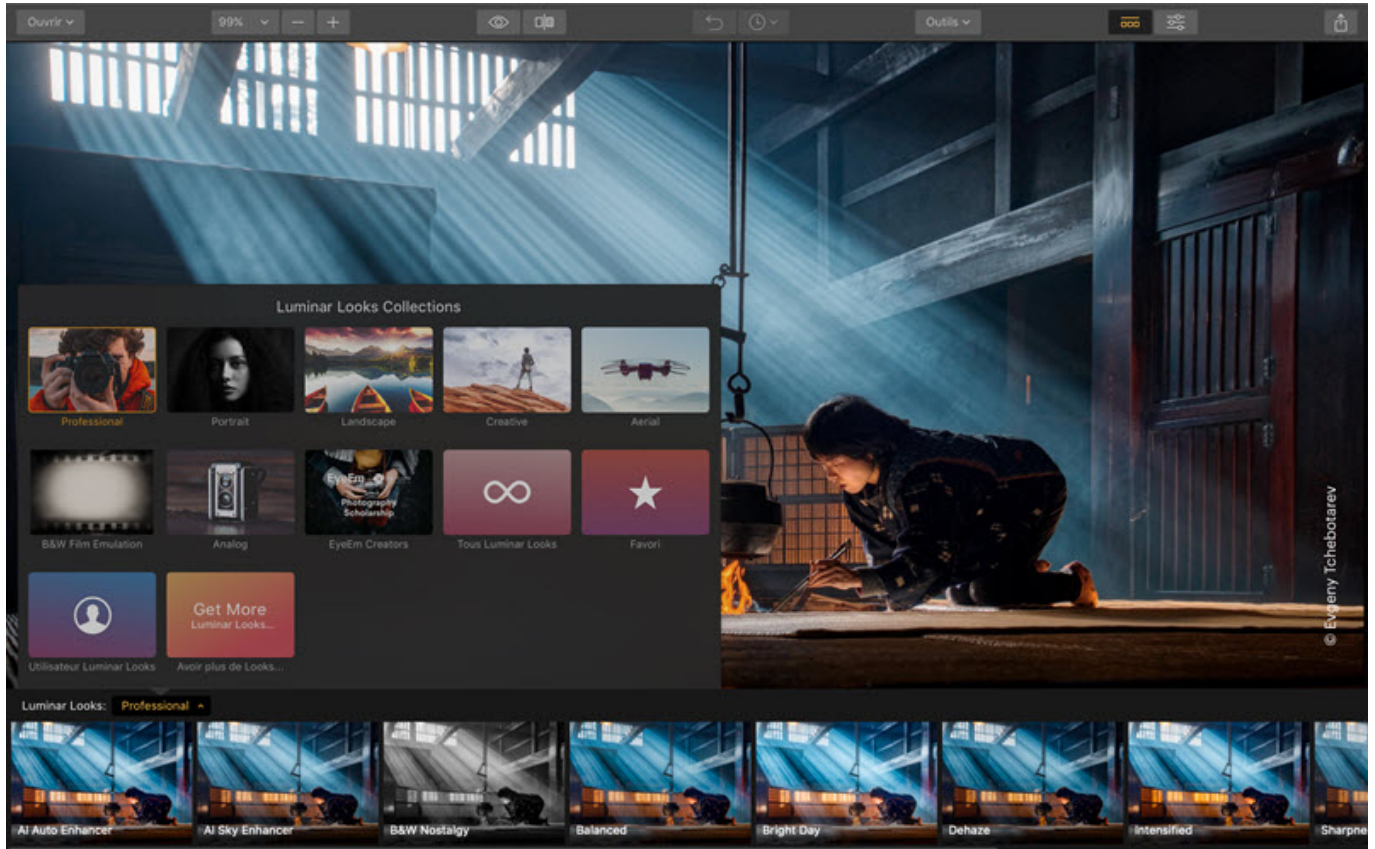 Ouvrir
99%
Outils
Luminar Looks Collections
Professional
Portrait
Landscape
Creative
Aerial
EyeEm
Photography
Scholarship
B&W Film Emulation
Analog
EyeEm Creators
Tous Luminar Looks
Favori
Get More
Luminar Looks...
Utilisateur Luminar Looks
Avoir plus de Looks...
© Evgeny Tchebotarev
Luminar Looks:
Professional
AI Auto Enhancer
AI Sky Enhancer
B&W Nostalgy
Balanced
Bright Day
Dehaze
Intensified
Sharpne